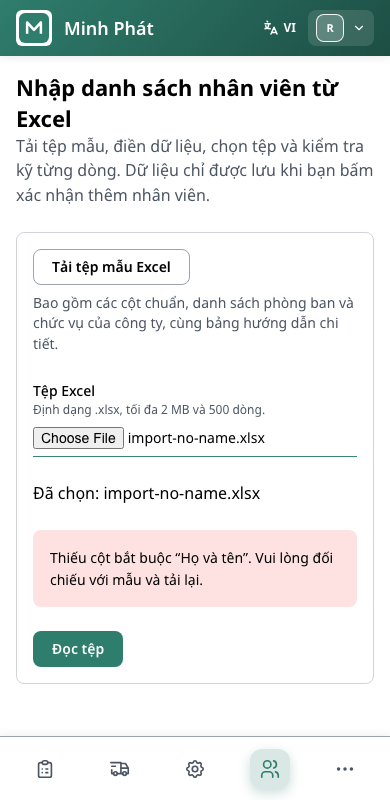 Minh Phát
VI
R
Nhập danh sách nhân viên từ
Excel
Tải tệp mẫu, điền dữ liệu, chọn tệp và kiểm tra
kỹ từng dòng. Dữ liệu chỉ được lưu khi bạn bấm
xác nhận thêm nhân viên.
Tải tệp mẫu Excel
Bao gồm các cột chuẩn, danh sách phòng ban và
chức vụ của công ty, cùng bảng hướng dẫn chi
tiết.
Tệp Excel
Định dạng .xlsx, tối đa 2 MB và 500 dòng.
Choose File import-no-name.xlsx
Đã chọn: import-no-name.xlsx
Thiếu cột bắt buộc “Họ và tên”. Vui lòng đối
chiếu với mẫu và tải lại.
Đọc tệp